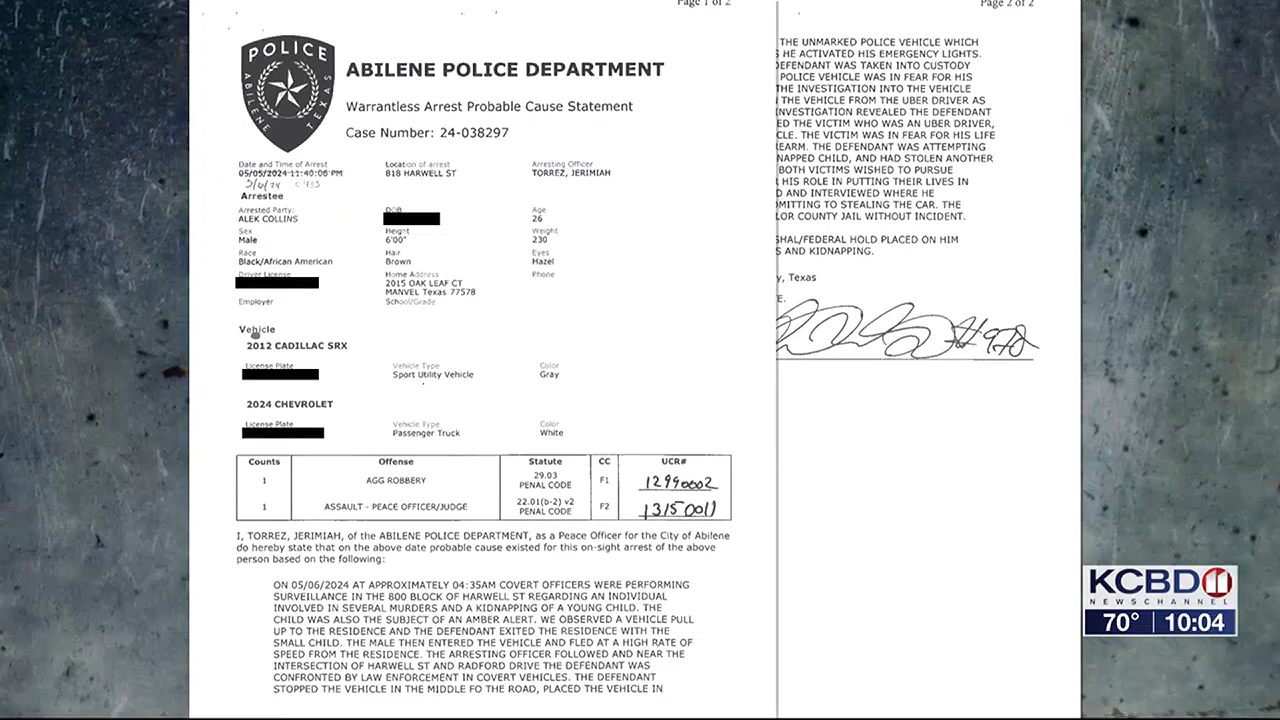 Page 1 of 2
POLICE
ABILENE TEXAS
ABILENE POLICE DEPARTMENT
Warrantless Arrest Probable Cause Statement
Case Number: 24-038297
Date and Time of Arrest Location of arrest Arresting Officer
05/05/2024 11:40:06 PM 818 HARWELL ST TORREZ, JERIMIAH
5/6/24
Arrestee
Arrested Party: DOB Age
ALEK COLLINS 26
Sex Height Weight
Male 6'00" 230
Race Hair Eyes
Black/African American Brown Hazel
Driver License Home Address Phone
2015 OAK LEAF CT
MANVEL Texas 77578
Employer School/Grade
Vehicle
2012 CADILLAC SRX
License Plate Vehicle Type Color
Sport Utility Vehicle Gray
2024 CHEVROLET
License Plate Vehicle Type Color
Passenger Truck White
Counts Offense Statute CC UCR#
1 AGG ROBBERY 29.03 PENAL CODE F1 12990002
1 ASSAULT - PEACE OFFICER/JUDGE 22.01(b-2) v2 PENAL CODE F2 13150011
I, TORREZ, JERIMIAH, of the ABILENE POLICE DEPARTMENT, as a Peace Officer for the City of Abilene
do hereby state that on the above date probable cause existed for this on-sight arrest of the above
person based on the following:
ON 05/06/2024 AT APPROXIMATELY 04:35AM COVERT OFFICERS WERE PERFORMING
SURVEILLANCE IN THE 800 BLOCK OF HARWELL ST REGARDING AN INDIVIDUAL
INVOLVED IN SEVERAL MURDERS AND A KIDNAPPING OF A YOUNG CHILD. THE
CHILD WAS ALSO THE SUBJECT OF AN AMBER ALERT. WE OBSERVED A VEHICLE PULL
UP TO THE RESIDENCE AND THE DEFENDANT EXITED THE RESIDENCE WITH THE
SMALL CHILD. THE MALE THEN ENTERED THE VEHICLE AND FLED AT A HIGH RATE OF
SPEED FROM THE RESIDENCE. THE ARRESTING OFFICER FOLLOWED AND NEAR THE
INTERSECTION OF HARWELL ST AND RADFORD DRIVE THE DEFENDANT WAS
CONFRONTED BY LAW ENFORCEMENT IN COVERT VEHICLES. THE DEFENDANT
STOPPED THE VEHICLE IN THE MIDDLE FO THE ROAD, PLACED THE VEHICLE IN
Page 2 of 2
THE UNMARKED POLICE VEHICLE WHICH
HE ACTIVATED HIS EMERGENCY LIGHTS.
EFENDANT WAS TAKEN INTO CUSTODY
POLICE VEHICLE WAS IN FEAR FOR HIS
THE INVESTIGATION INTO THE VEHICLE
THE VEHICLE FROM THE UBER DRIVER AS
NVESTIGATION REVEALED THE DEFENDANT
ED THE VICTIM WHO WAS AN UBER DRIVER,
CLE. THE VICTIM WAS IN FEAR FOR HIS LIFE
EARM. THE DEFENDANT WAS ATTEMPTING
NAPPED CHILD, AND HAD STOLEN ANOTHER
BOTH VICTIMS WISHED TO PURSUE
HIS ROLE IN PUTTING THEIR LIVES IN
D AND INTERVIEWED WHERE HE
MITTING TO STEALING THE CAR. THE
LOR COUNTY JAIL WITHOUT INCIDENT.
SHAL/FEDERAL HOLD PLACED ON HIM
S AND KIDNAPPING.
y, Texas
E.
#978
KCBD 11
NEWSCHANNEL
70° 10:04